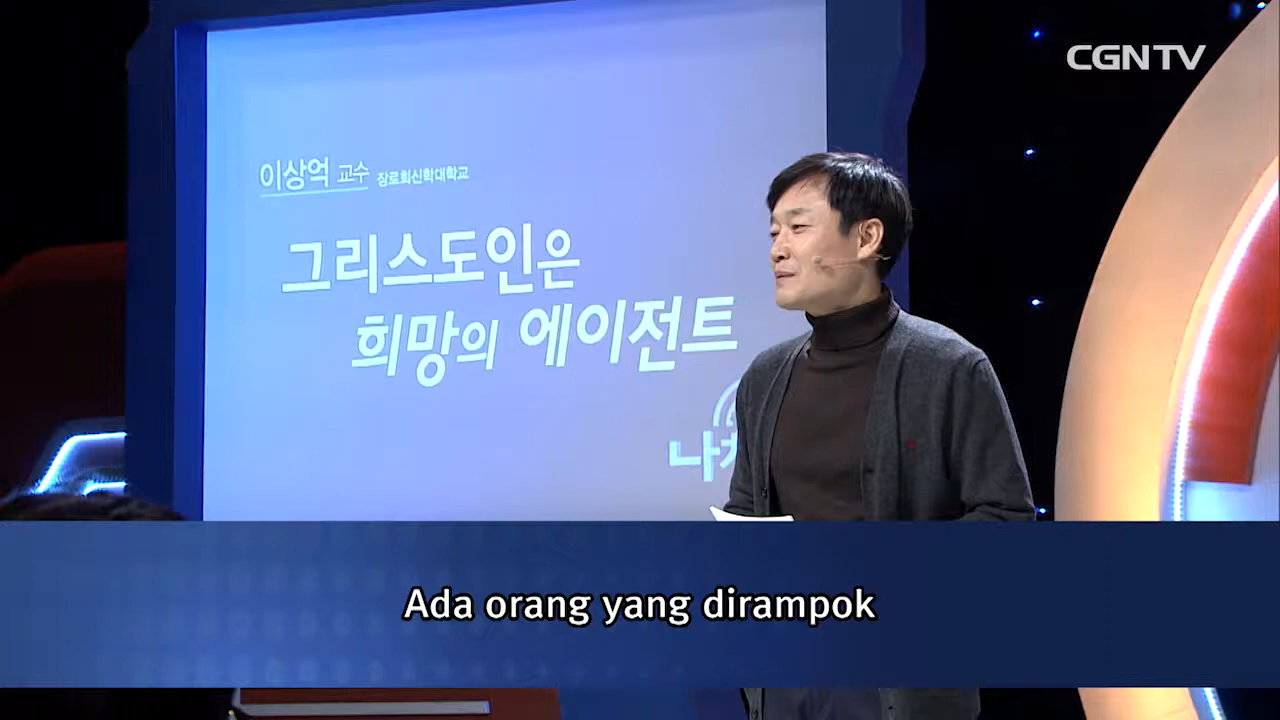 CGNTV
이상억 교수 장로회신학대학교
그리스도인은
희망의 에이전트
Ada orang yang dirampok